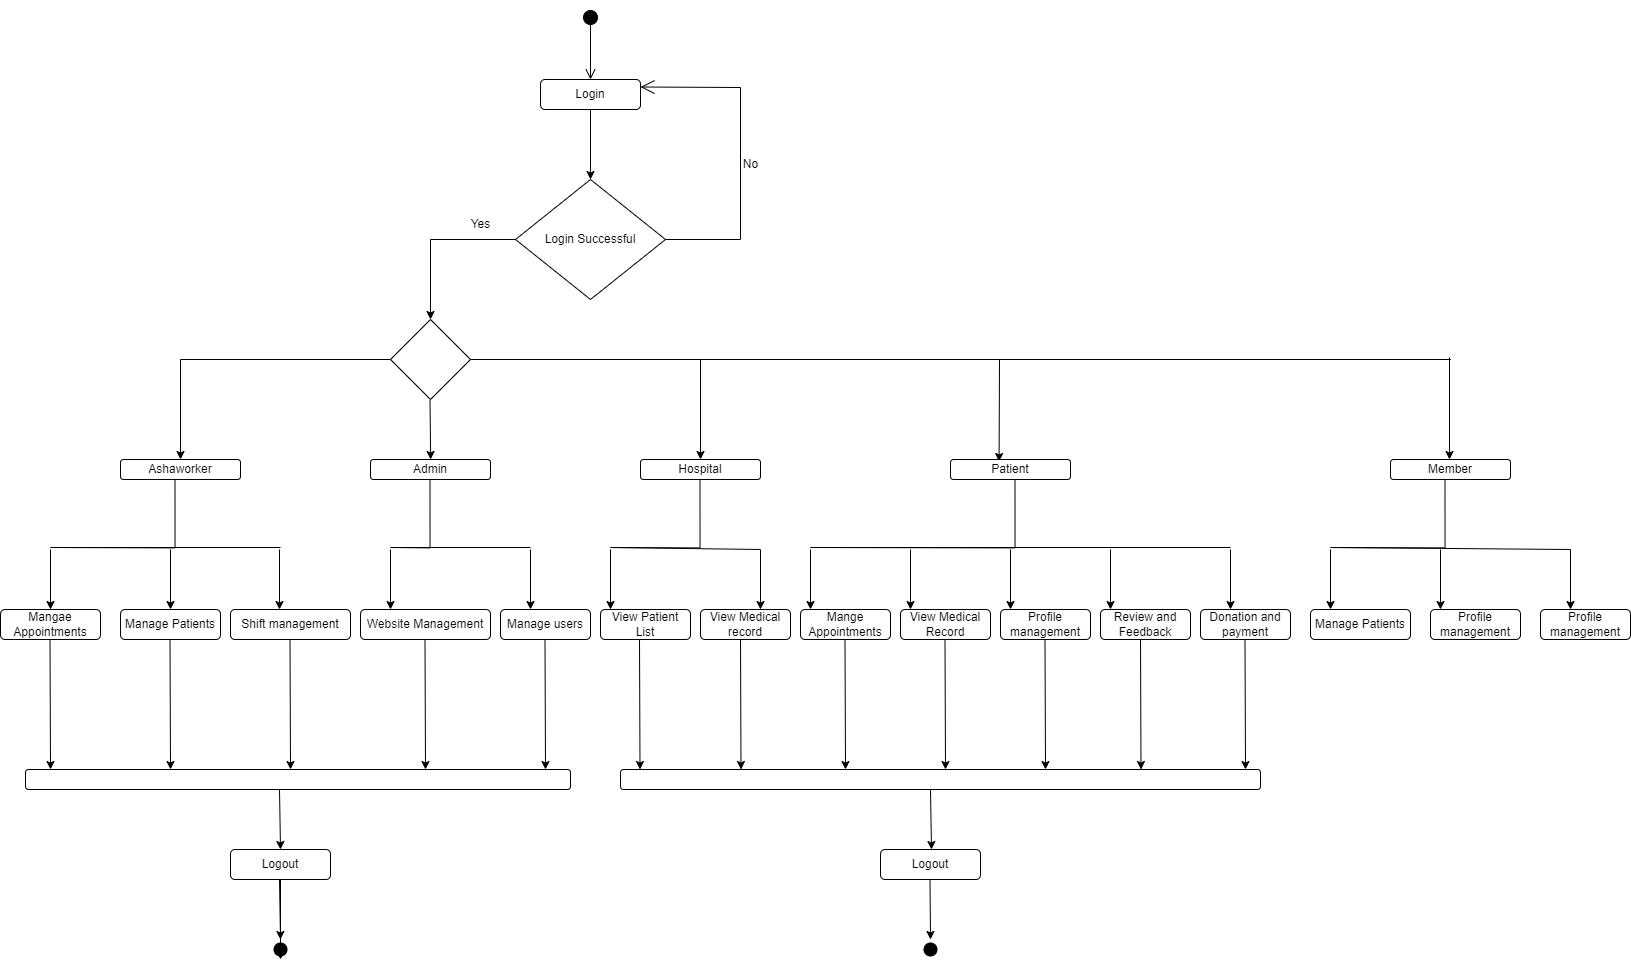 Login
No
Yes
Login Successful
Ashaworker
Admin
Hospital
Patient
Member
Mangae
Appointments
Manage Patients
Shift management
Website Management
Manage users
View Patient
List
View Medical
record
Mange
Appointments
View Medical
Record
Profile
management
Review and
Feedback
Donation and
payment
Manage Patients
Profile
management
Profile
management
Logout
Logout